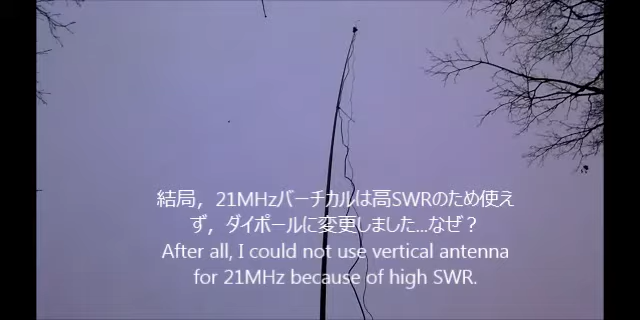 結局，21MHzバーチカルは高SWRのため使え
ず，ダイポールに変更しました...なぜ？
After all, I could not use vertical antenna
for 21MHz because of high SWR.